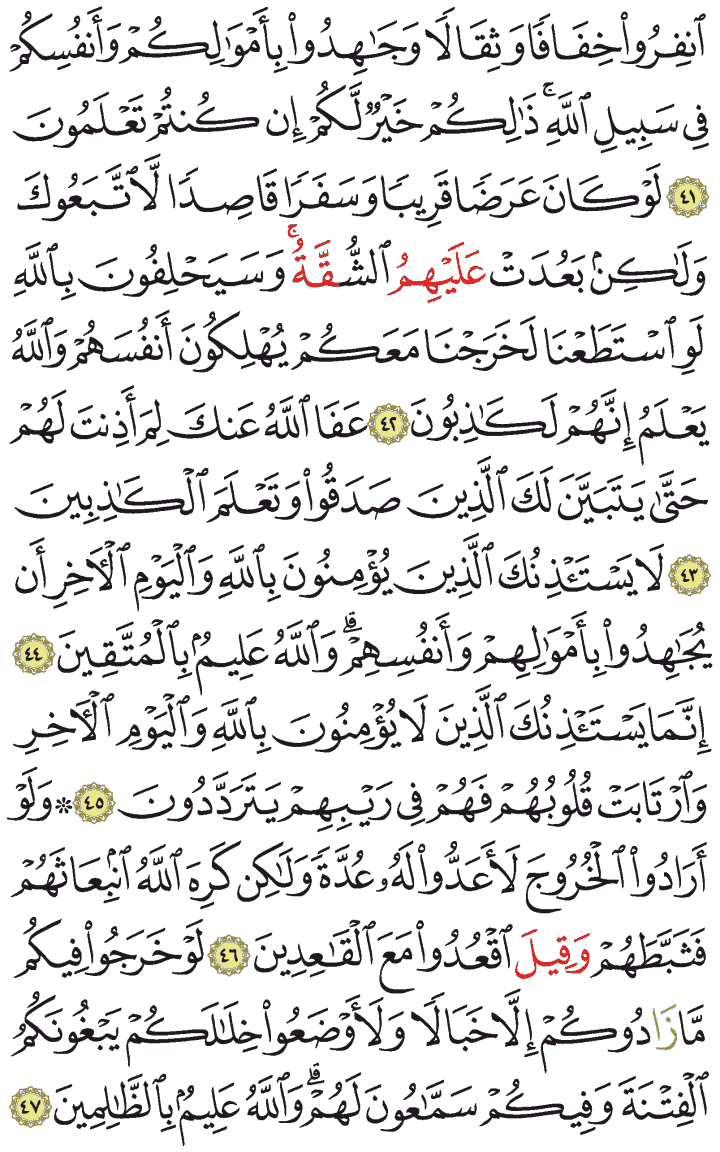 ٱنفِرُواْ خِفَافٗا وَثِقَالٗا وَجَٰهِدُواْ بِأَمۡوَٰلِكُمۡ وَأَنفُسِكُمۡ
فِي سَبِيلِ ٱللَّهِۚ ذَٰلِكُمۡ خَيۡرٞ لَّكُمۡ إِن كُنتُمۡ تَعۡلَمُونَ
٤١ لَوۡ كَانَ عَرَضٗا قَرِيبٗا وَسَفَرٗا قَاصِدٗا لَّٱتَّبَعُوكَ
وَلَٰكِنۢ بَعُدَتۡ عَلَيۡهِمُ ٱلشُّقَّةُۚ وَسَيَحۡلِفُونَ بِٱللَّهِ
لَوِ ٱسۡتَطَعۡنَا لَخَرَجۡنَا مَعَكُمۡ يُهۡلِكُونَ أَنفُسَهُمۡ وَٱللَّهُ
يَعۡلَمُ إِنَّهُمۡ لَكَٰذِبُونَ ٤٢ عَفَا ٱللَّهُ عَنكَ لِمَ أَذِنتَ لَهُمۡ
حَتَّىٰ يَتَبَيَّنَ لَكَ ٱلَّذِينَ صَدَقُواْ وَتَعۡلَمَ ٱلۡكَٰذِبِينَ
٤٣ لَا يَسۡتَـٔۡذِنُكَ ٱلَّذِينَ يُؤۡمِنُونَ بِٱللَّهِ وَٱلۡيَوۡمِ ٱلۡأٓخِرِ أَن
يُجَٰهِدُواْ بِأَمۡوَٰلِهِمۡ وَأَنفُسِهِمۡۗ وَٱللَّهُ عَلِيمُۢ بِٱلۡمُتَّقِينَ ٤٤
إِنَّمَا يَسۡتَـٔۡذِنُكَ ٱلَّذِينَ لَا يُؤۡمِنُونَ بِٱللَّهِ وَٱلۡيَوۡمِ ٱلۡأٓخِرِ
وَٱرۡتَابَتۡ قُلُوبُهُمۡ فَهُمۡ فِي رَيۡبِهِمۡ يَتَرَدَّدُونَ ٤٥ ۞ وَلَوۡ
أَرَادُواْ ٱلۡخُرُوجَ لَأَعَدُّواْ لَهُۥ عُدَّةٗ وَلَٰكِن كَرِهَ ٱللَّهُ ٱنۢبِعَاثَهُمۡ
فَثَبَّطَهُمۡ وَقِيلَ ٱقۡعُدُواْ مَعَ ٱلۡقَٰعِدِينَ ٤٦ لَوۡ خَرَجُواْ فِيكُم
مَّا زَادُوكُمۡ إِلَّا خَبَالٗا وَلَأَوۡضَعُواْ خِلَٰلَكُمۡ يَبۡغُونَكُمُ
ٱلۡفِتۡنَةَ وَفِيكُمۡ سَمَّٰعُونَ لَهُمۡۗ وَٱللَّهُ عَلِيمُۢ بِٱلظَّٰلِمِينَ ٤٧